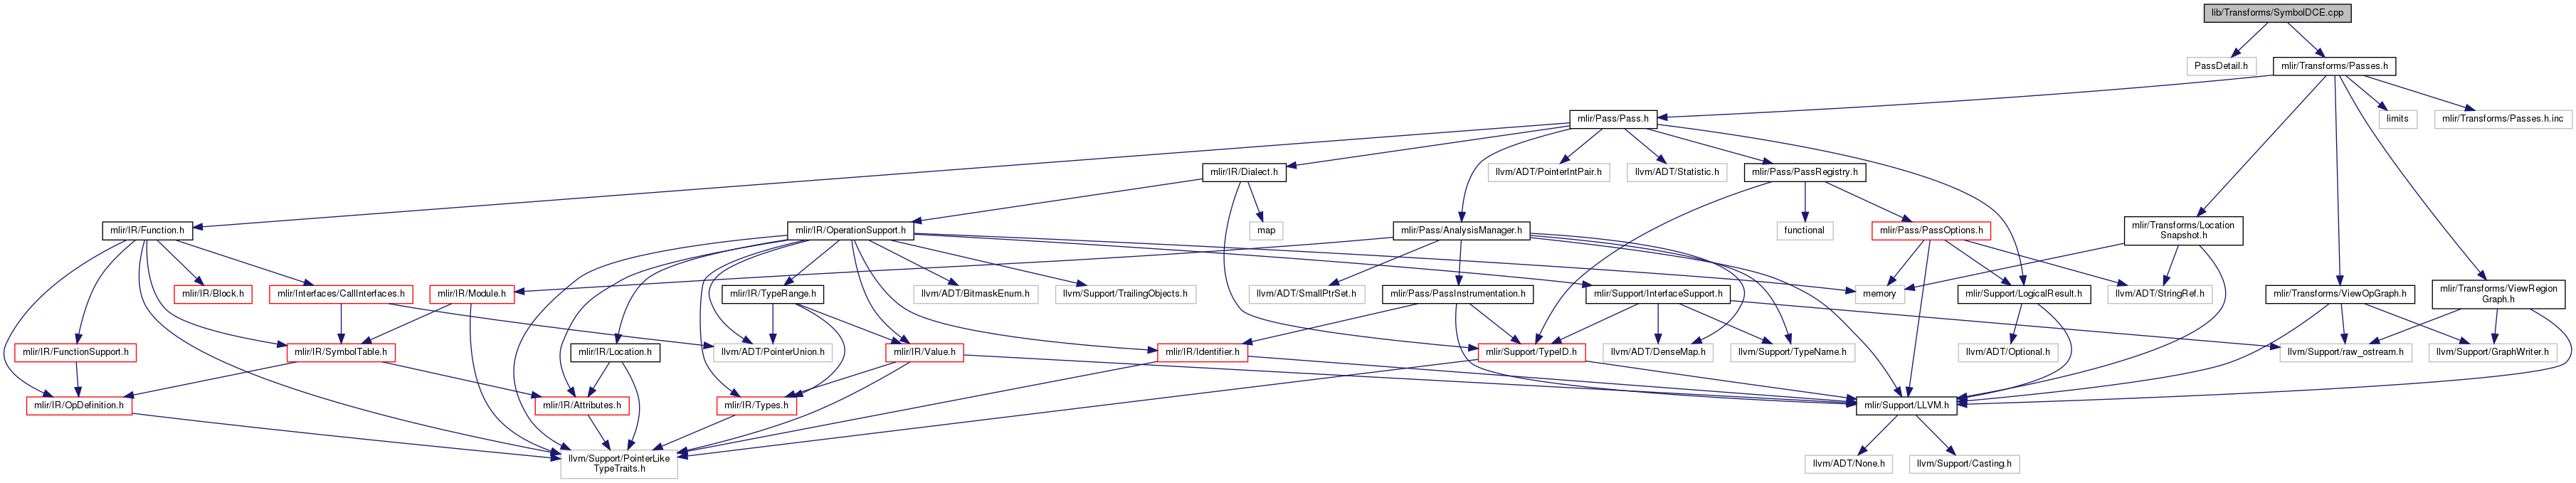 lib/Transforms/SymbolDCE.cpp
PassDetail.h
mlir/Transforms/Passes.h
mlir/Pass/Pass.h
limits
mlir/Transforms/Passes.h.inc
mlir/IR/Dialect.h
llvm/ADT/PointerIntPair.h
llvm/ADT/Statistic.h
mlir/Pass/PassRegistry.h
mlir/IR/Function.h
mlir/IR/OperationSupport.h
map
mlir/Pass/AnalysisManager.h
functional
mlir/Pass/PassOptions.h
mlir/Transforms/Location
Snapshot.h
mlir/IR/Block.h
mlir/Interfaces/CallInterfaces.h
mlir/IR/Module.h
mlir/IR/TypeRange.h
llvm/ADT/BitmaskEnum.h
llvm/Support/TrailingObjects.h
llvm/ADT/SmallPtrSet.h
mlir/Pass/PassInstrumentation.h
mlir/Support/InterfaceSupport.h
memory
mlir/Support/LogicalResult.h
llvm/ADT/StringRef.h
mlir/Transforms/ViewOpGraph.h
mlir/Transforms/ViewRegion
Graph.h
mlir/IR/FunctionSupport.h
mlir/IR/SymbolTable.h
mlir/IR/Location.h
llvm/ADT/PointerUnion.h
mlir/IR/Value.h
mlir/IR/Identifier.h
mlir/Support/TypeID.h
llvm/ADT/DenseMap.h
llvm/Support/TypeName.h
llvm/ADT/Optional.h
llvm/Support/raw_ostream.h
llvm/Support/GraphWriter.h
mlir/IR/OpDefinition.h
mlir/IR/Attributes.h
mlir/IR/Types.h
mlir/Support/LLVM.h
llvm/Support/PointerLike
TypeTraits.h
llvm/ADT/None.h
llvm/Support/Casting.h